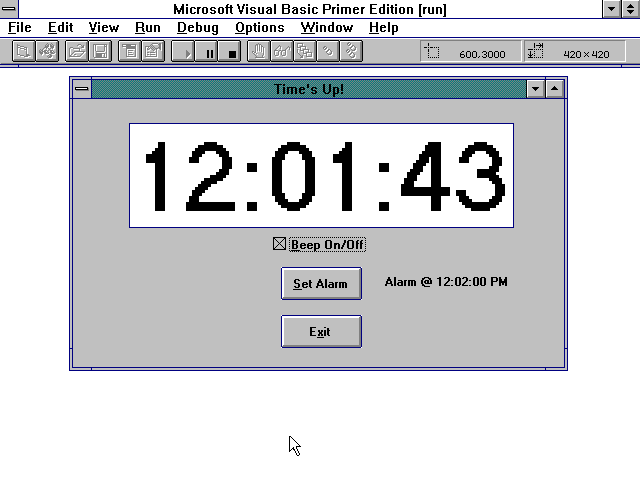 Microsoft Visual Basic Primer Edition [run]
File Edit View Run Debug Options Window Help
600,3000 420×420
Time's Up!
12:01:43
Beep On/Off
Set Alarm Alarm @ 12:02:00 PM
Exit